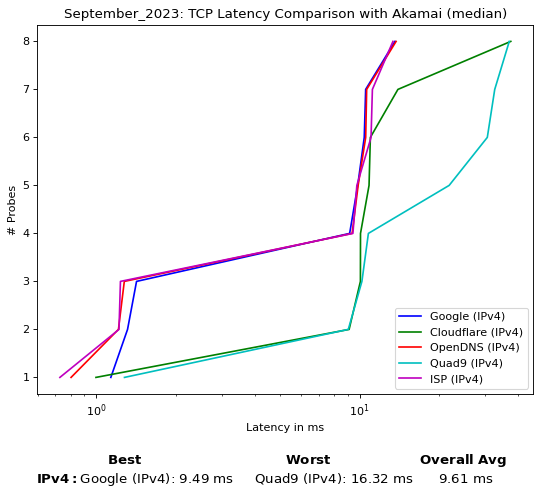 September_2023: TCP Latency Comparison with Akamai (median)
8
7
6
5
4
3
2
1
# Probes
10⁰
10¹
Latency in ms
Google (IPv4)
Cloudflare (IPv4)
OpenDNS (IPv4)
Quad9 (IPv4)
ISP (IPv4)
Best Worst Overall Avg
IPv4: Google (IPv4): 9.49 ms Quad9 (IPv4): 16.32 ms 9.61 ms